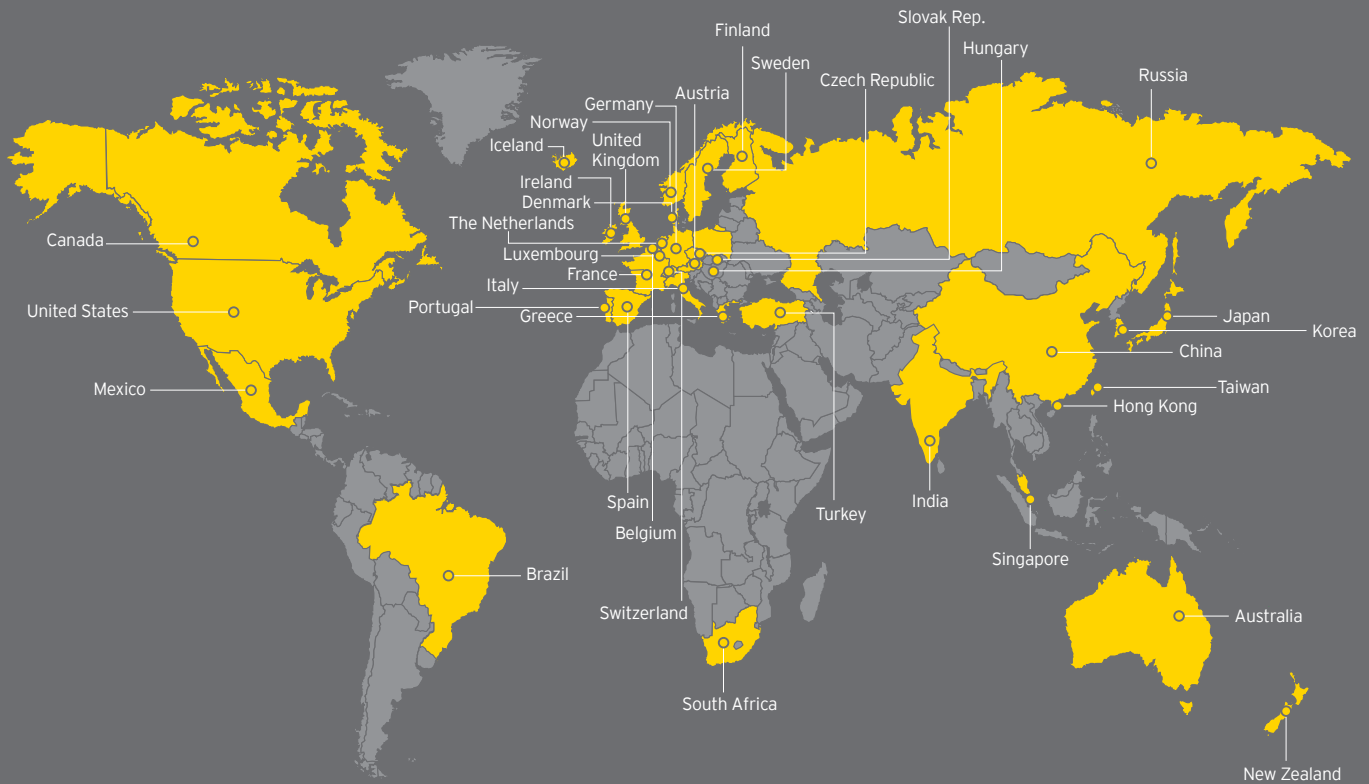 Slovak Rep.
Finland
Hungary
Sweden
Czech Republic
Russia
Austria
Germany
Norway
United
Kingdom
Iceland
Ireland
Denmark
The Netherlands
Canada
Luxembourg
France
Italy
Portugal
Greece
United States
Japan
Korea
China
Mexico
Taiwan
Hong Kong
Spain
India
Turkey
Belgium
Singapore
Brazil
Switzerland
Australia
South Africa
New Zealand